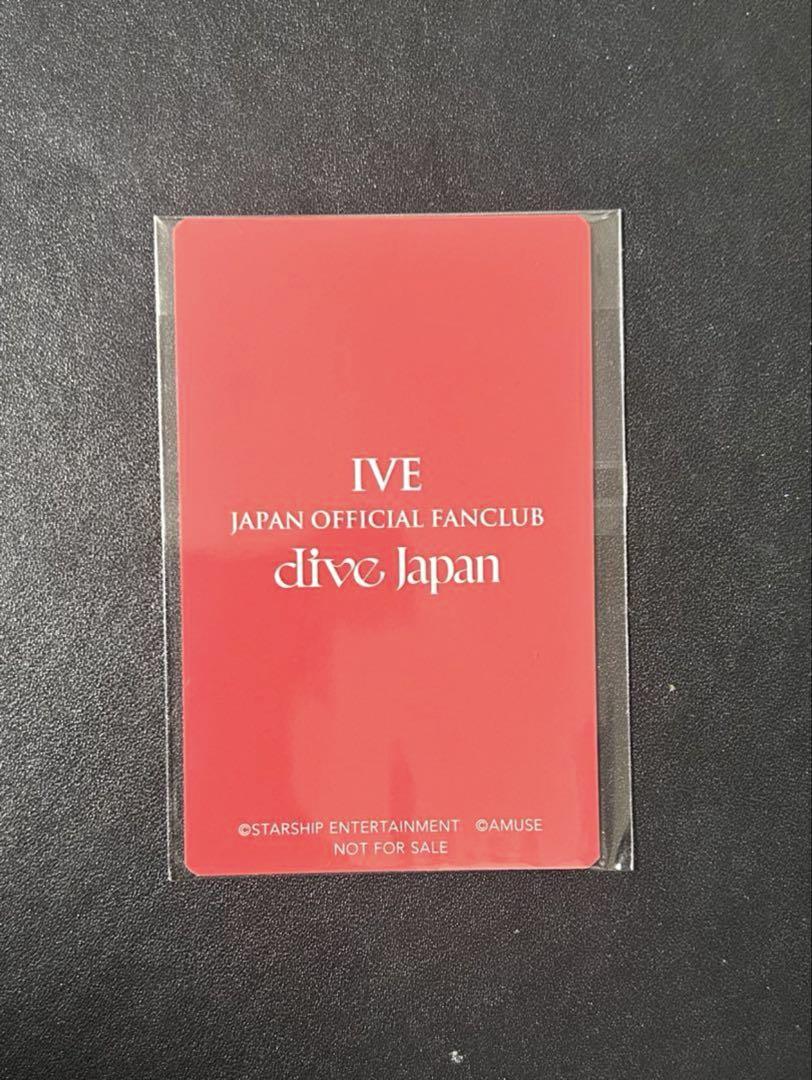 IVE
JAPAN OFFICIAL FANCLUB
dive Japan
©STARSHIP ENTERTAINMENT ©AMUSE
NOT FOR SALE